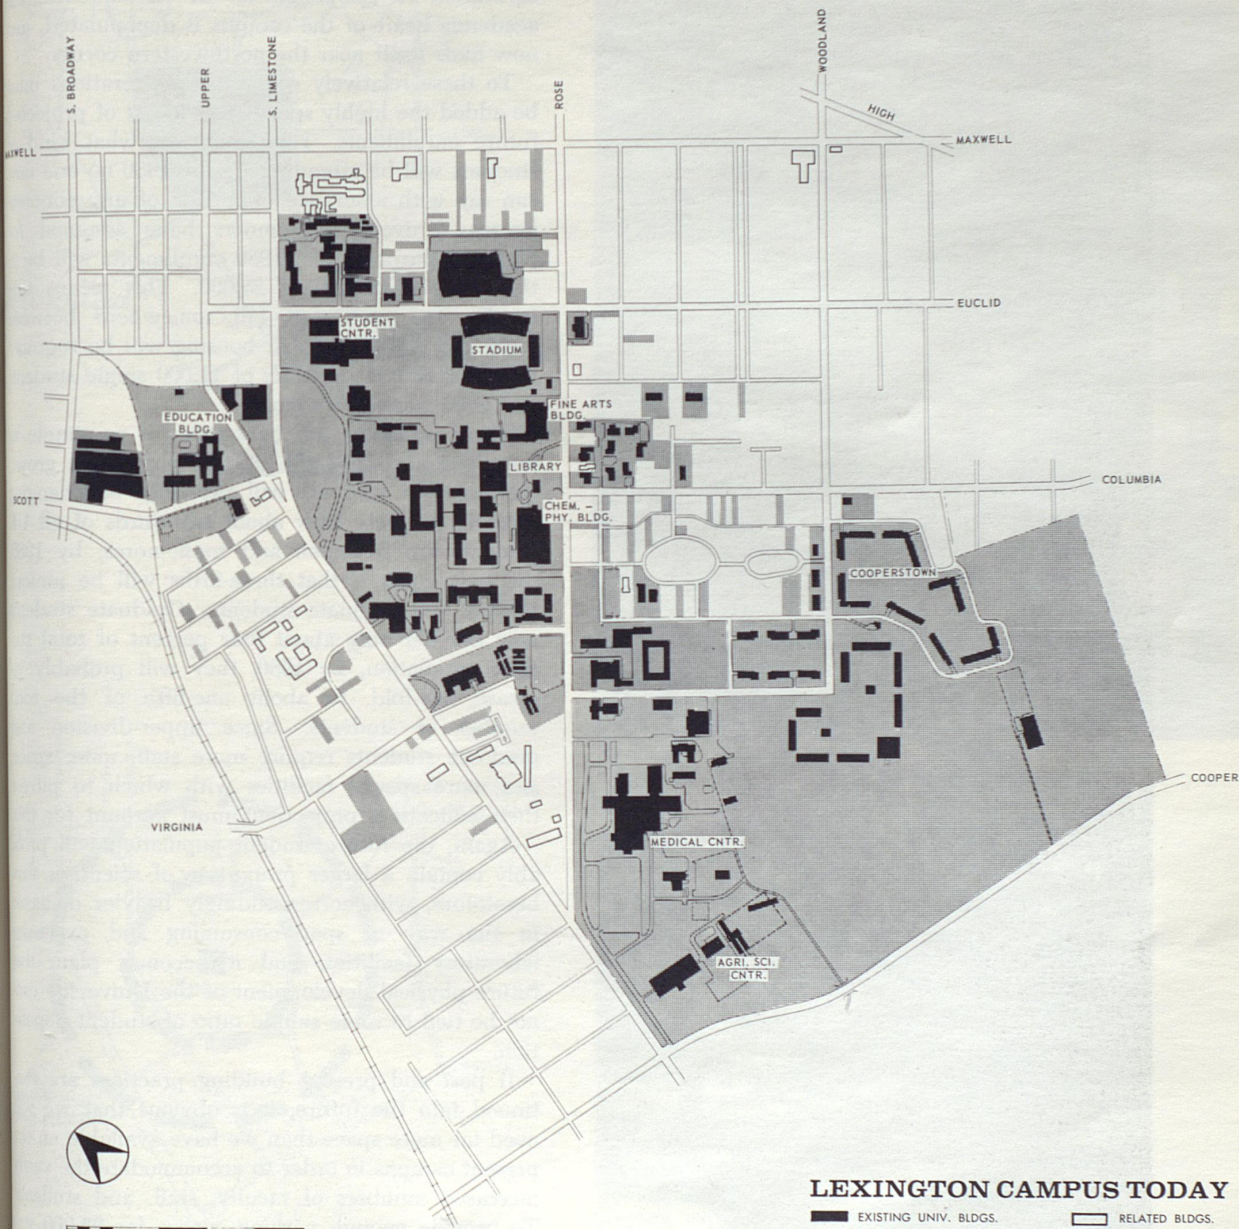 S. BROADWAY
UPPER
S. LIMESTONE
ROSE
WOODLAND
HIGH
MAXWELL
EUCLID
STUDENT
CNTR.
STADIUM
EDUCATION
BLDG.
FINE ARTS
BLDG.
LIBRARY
SCOTT
COLUMBIA
CHEM. –
PHY. BLDG.
COOPERSTOWN
COOPER
VIRGINIA
MEDICAL CNTR.
AGRI. SCI.
CNTR.
LEXINGTON CAMPUS TODAY
EXISTING UNIV. BLDGS.
RELATED BLDGS.